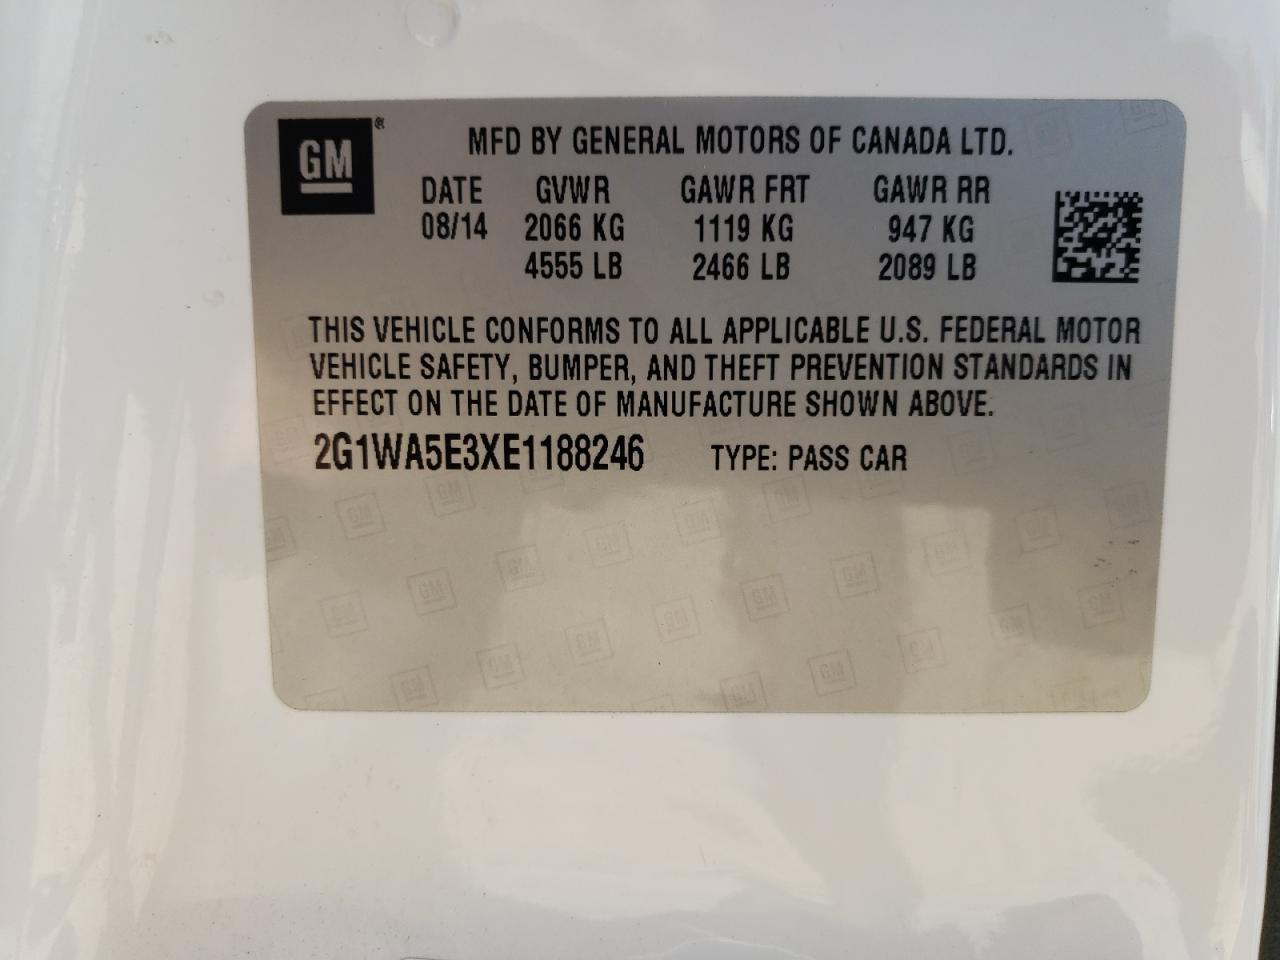 GM ®
MFD BY GENERAL MOTORS OF CANADA LTD.
DATE GVWR GAWR FRT GAWR RR
08/14 2066 KG 1119 KG 947 KG
4555 LB 2466 LB 2089 LB
THIS VEHICLE CONFORMS TO ALL APPLICABLE U.S. FEDERAL MOTOR
VEHICLE SAFETY, BUMPER, AND THEFT PREVENTION STANDARDS IN
EFFECT ON THE DATE OF MANUFACTURE SHOWN ABOVE.
2G1WA5E3XE1188246 TYPE: PASS CAR